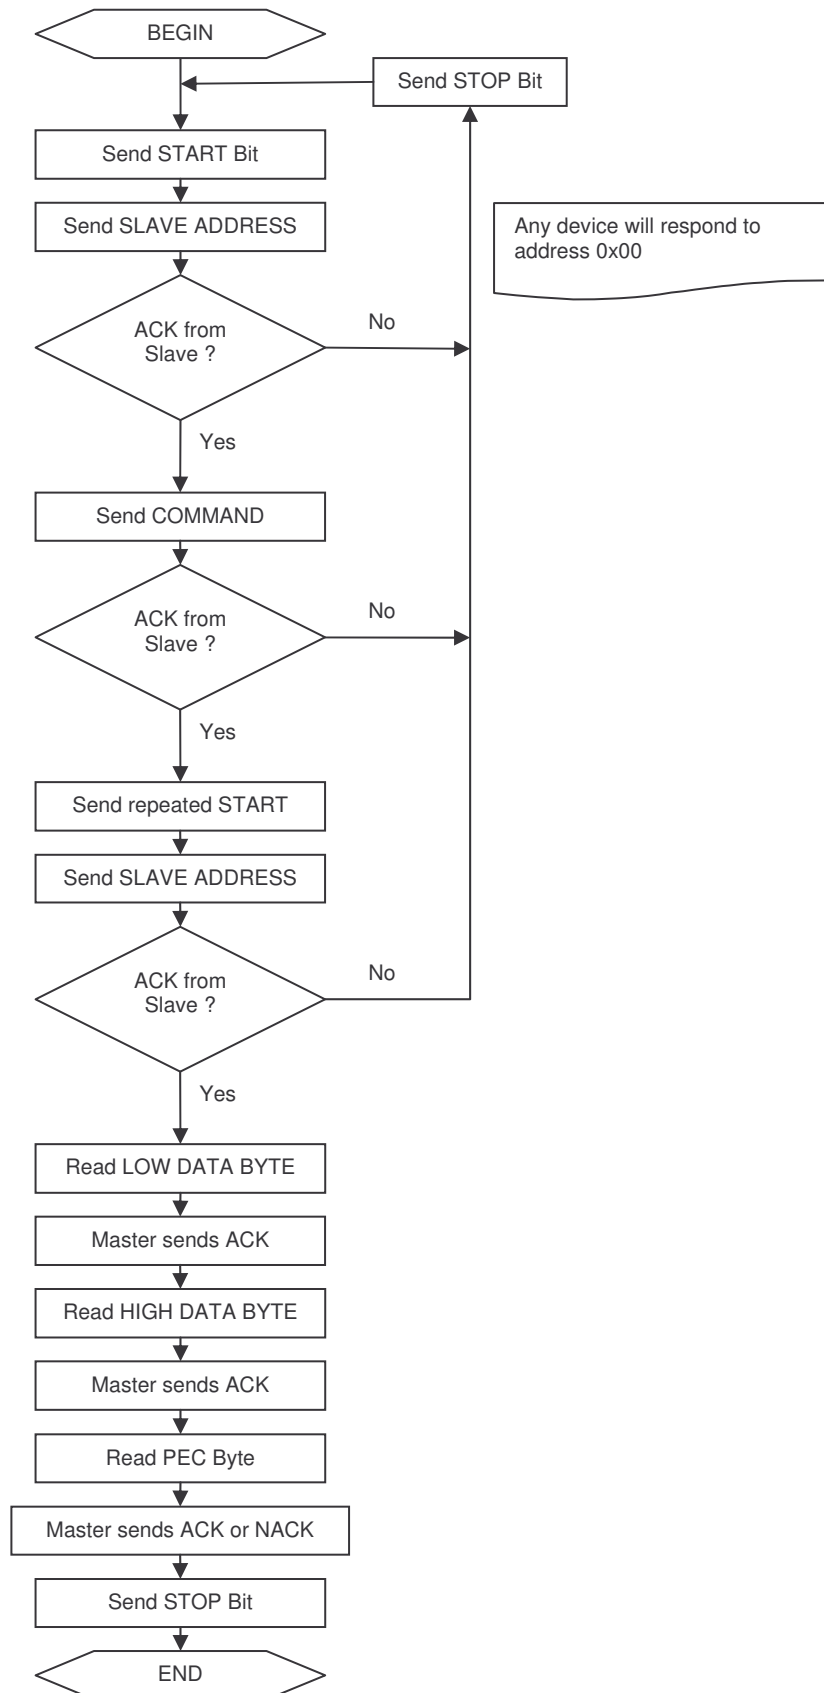 BEGIN
Send STOP Bit
Send START Bit
Send SLAVE ADDRESS
Any device will respond to
address 0x00
ACK from
Slave ?
No
Yes
Send COMMAND
ACK from
Slave ?
No
Yes
Send repeated START
Send SLAVE ADDRESS
ACK from
Slave ?
No
Yes
Read LOW DATA BYTE
Master sends ACK
Read HIGH DATA BYTE
Master sends ACK
Read PEC Byte
Master sends ACK or NACK
Send STOP Bit
END